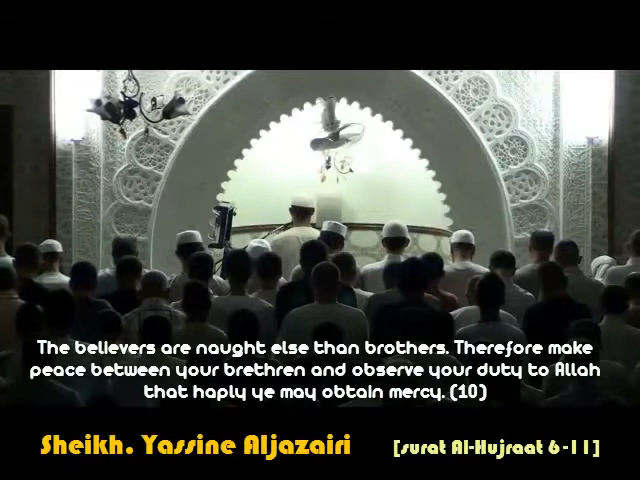 The believers are naught else than brothers. Therefore make
peace between your brethren and observe your duty to Allah
that haply ye may obtain mercy. (10)
Sheikh. Yassine Aljazairi [surat Al-Hujraat 6-11]